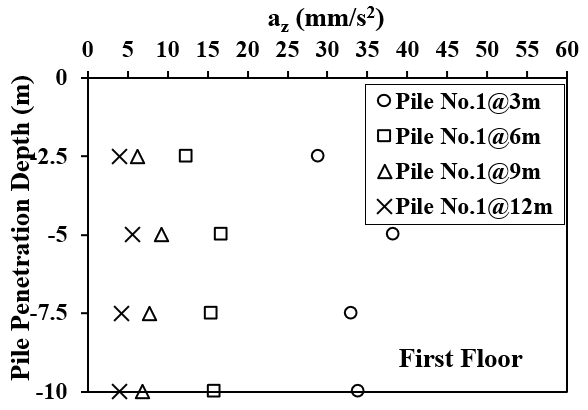 a_z (mm/s²)
0 5 10 15 20 25 30 35 40 45 50 55 60
0
-2.5
-5
-7.5
-10
Pile Penetration Depth (m)
Pile No.1@3m
Pile No.1@6m
Pile No.1@9m
Pile No.1@12m
First Floor